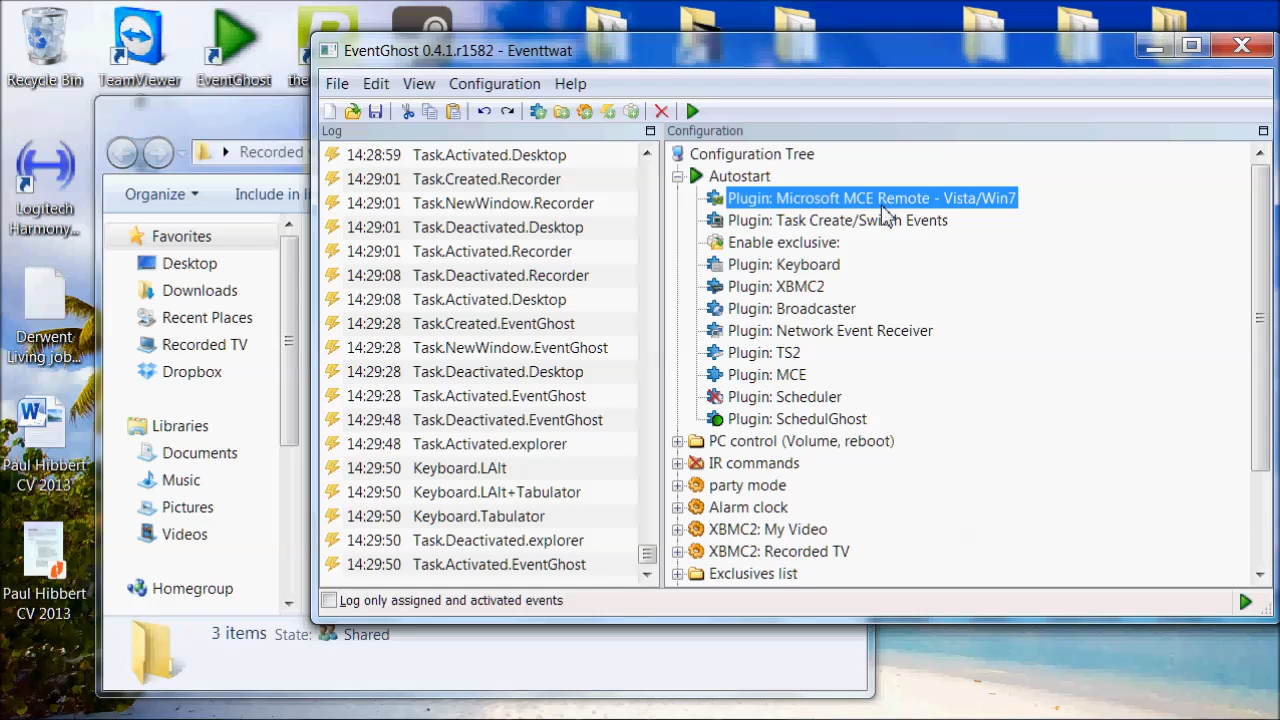 Recycle Bin
TeamViewer
EventGhost
Logitech
Harmony...
Derwent
Living job...
Paul Hibbert
CV 2013
Paul Hibbert
CV 2013
Recorded
Organize
Include in li
Favorites
Desktop
Downloads
Recent Places
Recorded TV
Dropbox
Libraries
Documents
Music
Pictures
Videos
Homegroup
3 items State: Shared
EventGhost 0.4.1.r1582 - Eventtwat
File Edit View Configuration Help
Log
14:28:59 Task.Activated.Desktop
14:29:01 Task.Created.Recorder
14:29:01 Task.NewWindow.Recorder
14:29:01 Task.Deactivated.Desktop
14:29:01 Task.Activated.Recorder
14:29:08 Task.Deactivated.Recorder
14:29:08 Task.Activated.Desktop
14:29:28 Task.Created.EventGhost
14:29:28 Task.NewWindow.EventGhost
14:29:28 Task.Deactivated.Desktop
14:29:28 Task.Activated.EventGhost
14:29:48 Task.Deactivated.EventGhost
14:29:48 Task.Activated.explorer
14:29:50 Keyboard.LAlt
14:29:50 Keyboard.LAlt+Tabulator
14:29:50 Keyboard.Tabulator
14:29:50 Task.Deactivated.explorer
14:29:50 Task.Activated.EventGhost
Configuration
Configuration Tree
Autostart
Plugin: Microsoft MCE Remote - Vista/Win7
Plugin: Task Create/Switch Events
Enable exclusive:
Plugin: Keyboard
Plugin: XBMC2
Plugin: Broadcaster
Plugin: Network Event Receiver
Plugin: TS2
Plugin: MCE
Plugin: Scheduler
Plugin: SchedulGhost
PC control (Volume, reboot)
IR commands
party mode
Alarm clock
XBMC2: My Video
XBMC2: Recorded TV
Exclusives list
Log only assigned and activated events